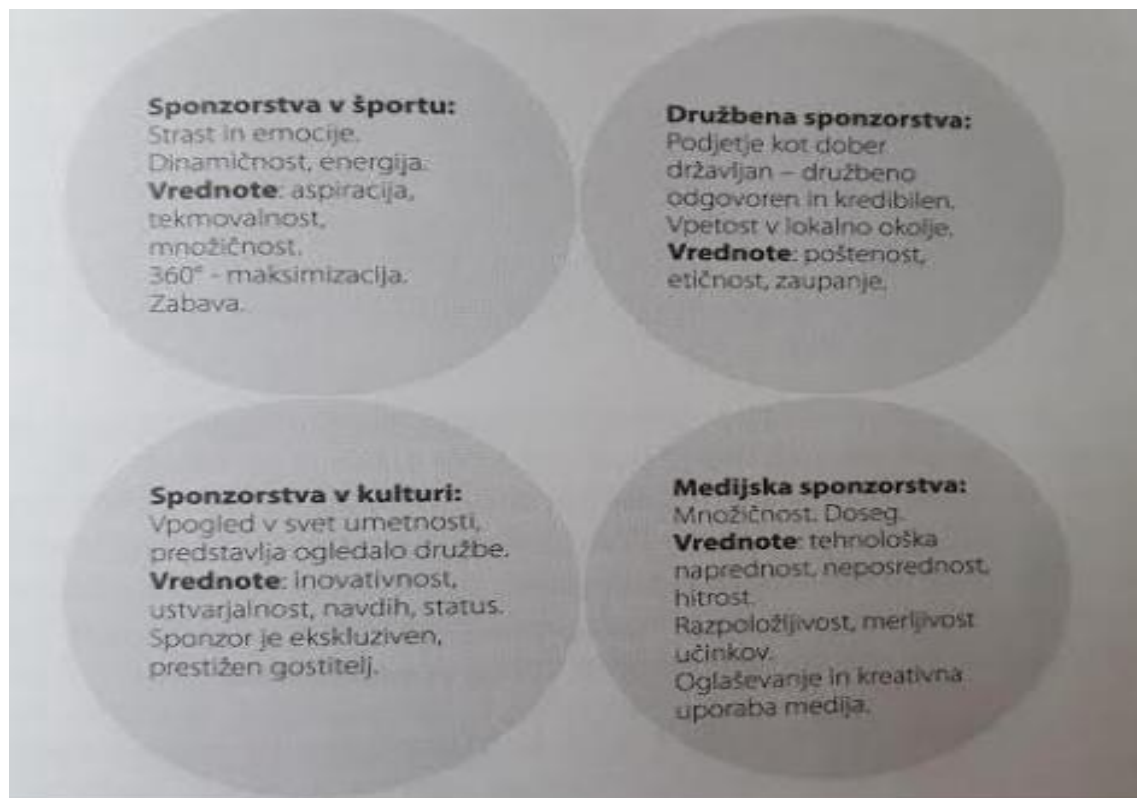 Sponzorstva v športu:
Strast in emocije.
Dinamičnost, energija.
Vrednote: aspiracija,
tekmovalnost,
množičnost.
360° - maksimizacija.
Zabava.
Družbena sponzorstva:
Podjetje kot dober
državljan – družbeno
odgovoren in kredibilen.
Vpetost v lokalno okolje.
Vrednote: poštenost,
etičnost, zaupanje.
Sponzorstva v kulturi:
Vpogled v svet umetnosti,
predstavlja ogledalo družbe.
Vrednote: inovativnost,
ustvarjalnost, navdih, status.
Sponzor je ekskluziven,
prestižen gostitelj.
Medijska sponzorstva:
Množičnost. Doseg.
Vrednote: tehnološka
naprednost, neposrednost,
hitrost.
Razpoložljivost, merljivost
učinkov.
Oglaševanje in kreativna
uporaba medija.